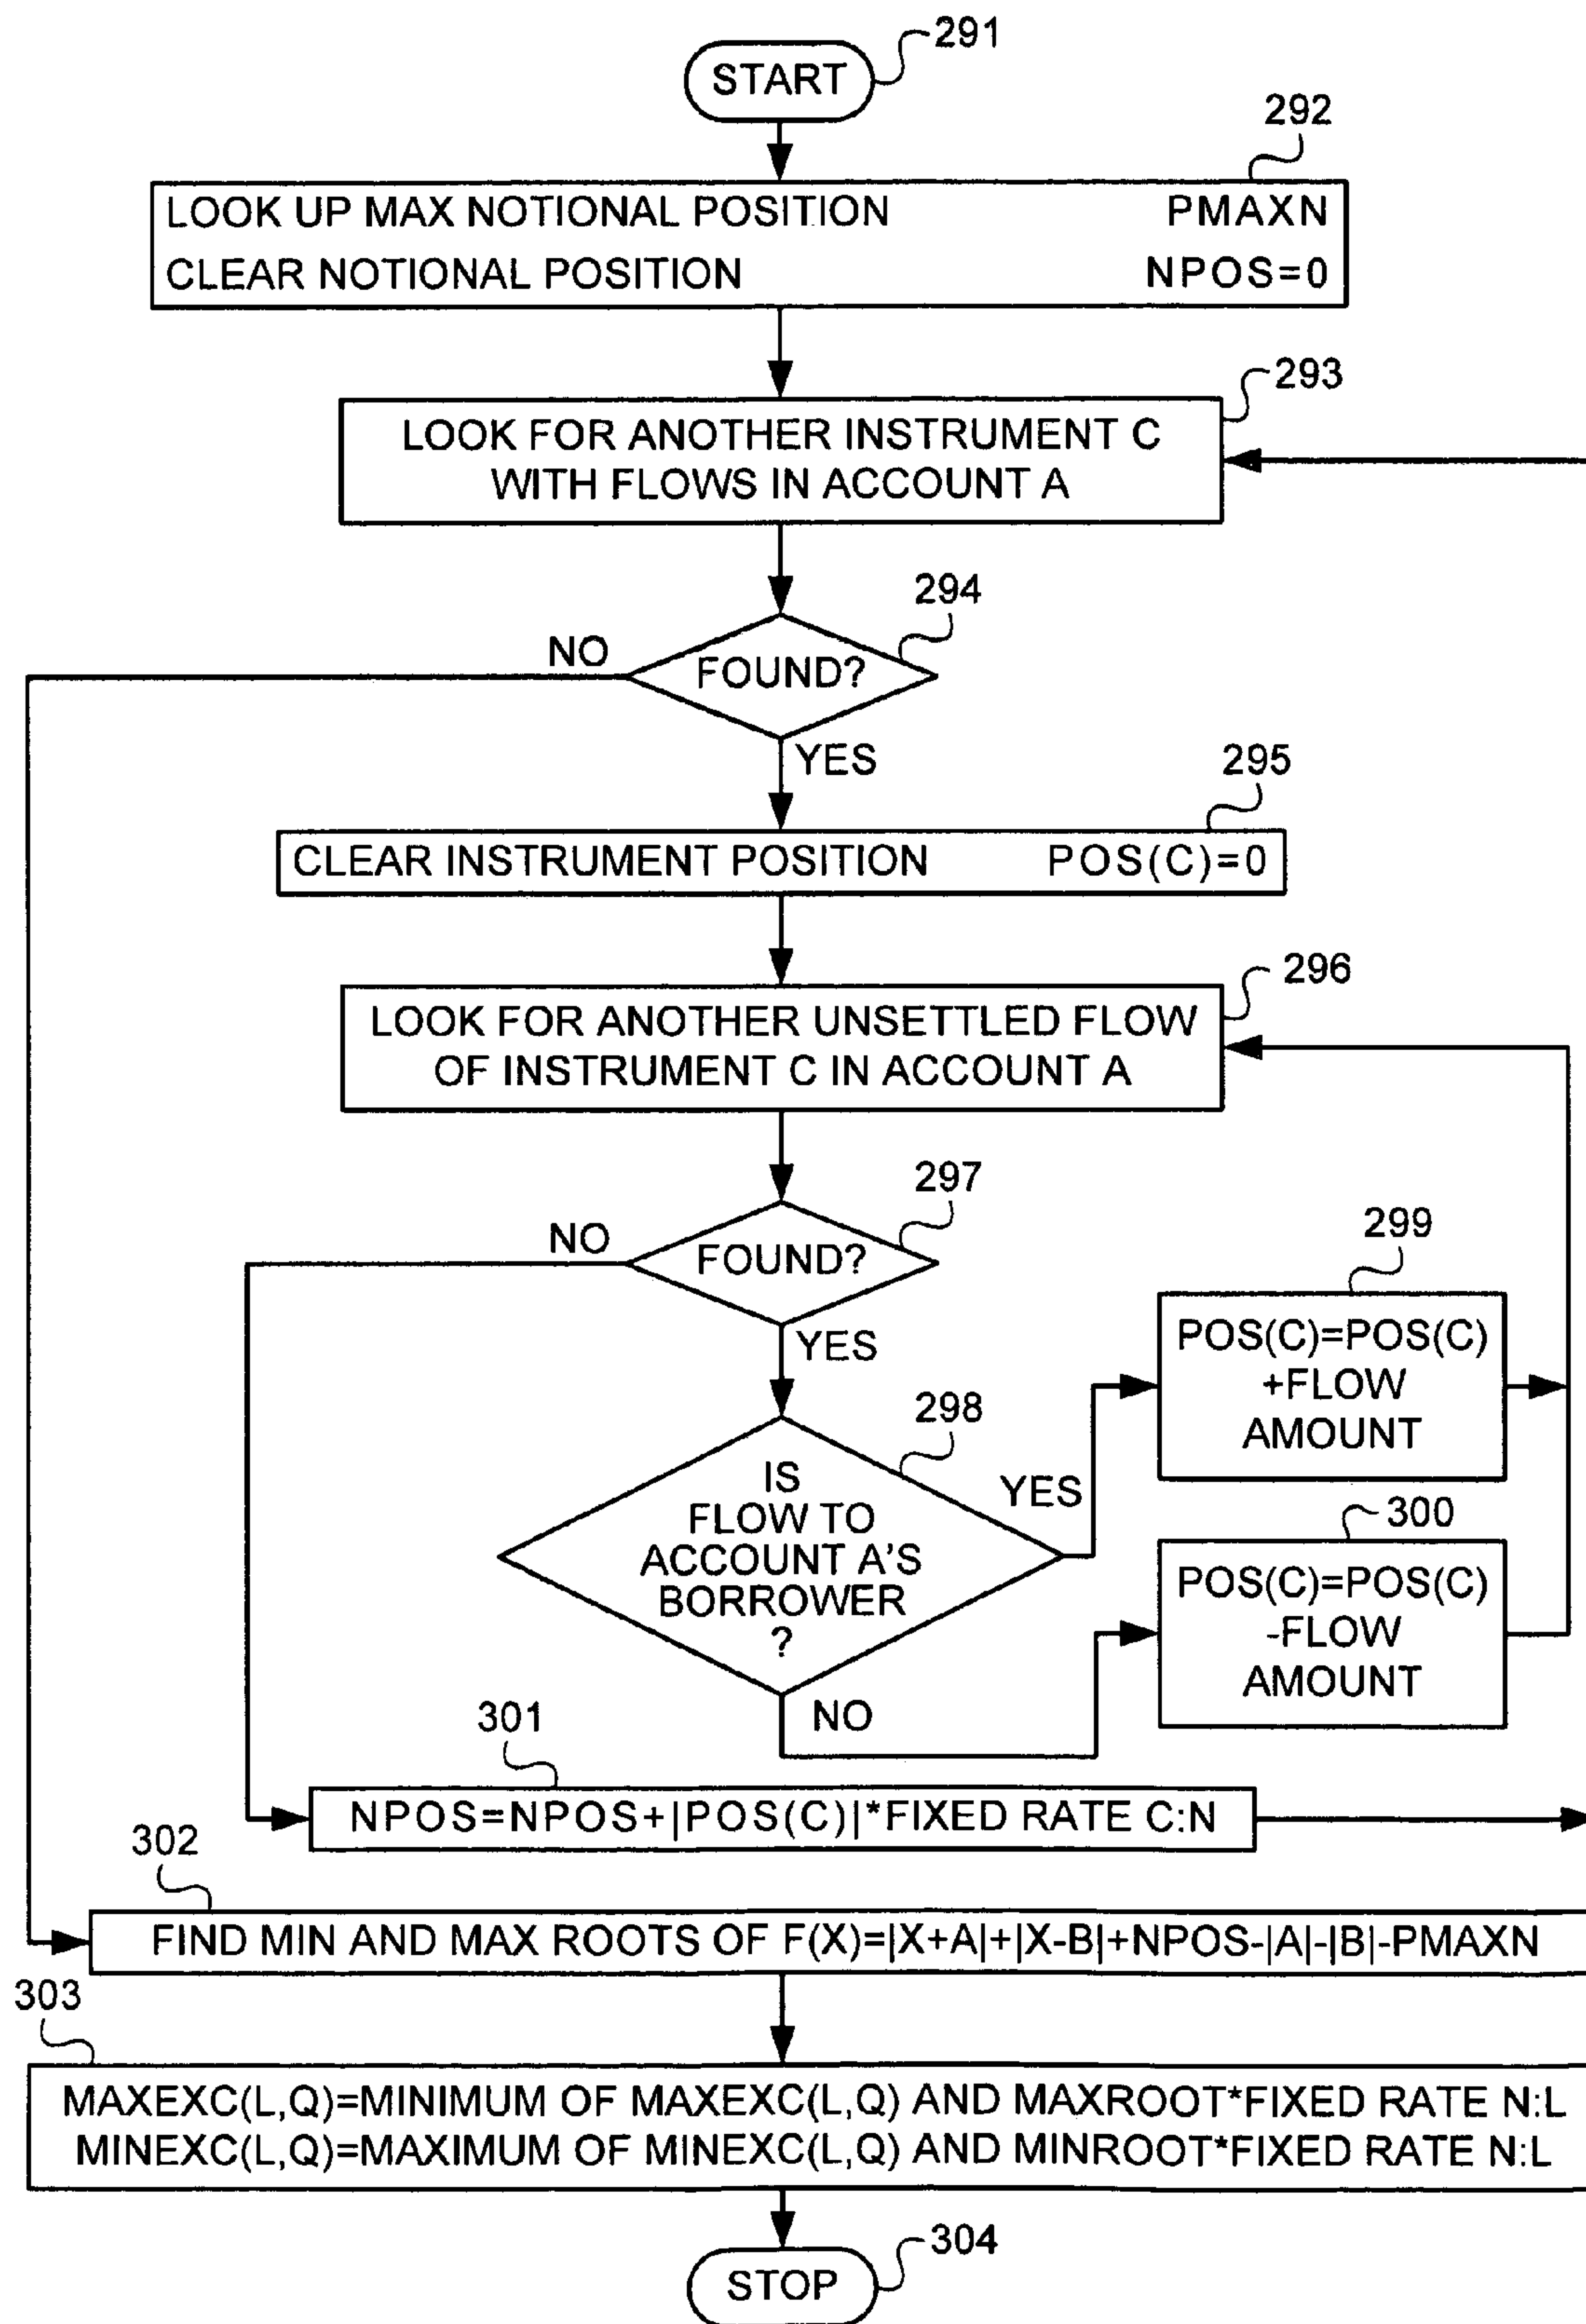 291
START
292
LOOK UP MAX NOTIONAL POSITION PMAXN
CLEAR NOTIONAL POSITION NPOS=0
293
LOOK FOR ANOTHER INSTRUMENT C
WITH FLOWS IN ACCOUNT A
294
NO
FOUND?
YES
295
CLEAR INSTRUMENT POSITION POS(C)=0
296
LOOK FOR ANOTHER UNSETTLED FLOW
OF INSTRUMENT C IN ACCOUNT A
297
NO
FOUND?
YES
299
POS(C)=POS(C)
+FLOW
AMOUNT
298
IS
FLOW TO
ACCOUNT A'S
BORROWER
?
YES
300
POS(C)=POS(C)
-FLOW
AMOUNT
NO
301
NPOS=NPOS+|POS(C)|*FIXED RATE C:N
302
FIND MIN AND MAX ROOTS OF F(X)=|X+A|+|X-B|+NPOS-|A|-|B|-PMAXN
303
MAXEXC(L,Q)=MINIMUM OF MAXEXC(L,Q) AND MAXROOT*FIXED RATE N:L
MINEXC(L,Q)=MAXIMUM OF MINEXC(L,Q) AND MINROOT*FIXED RATE N:L
304
STOP